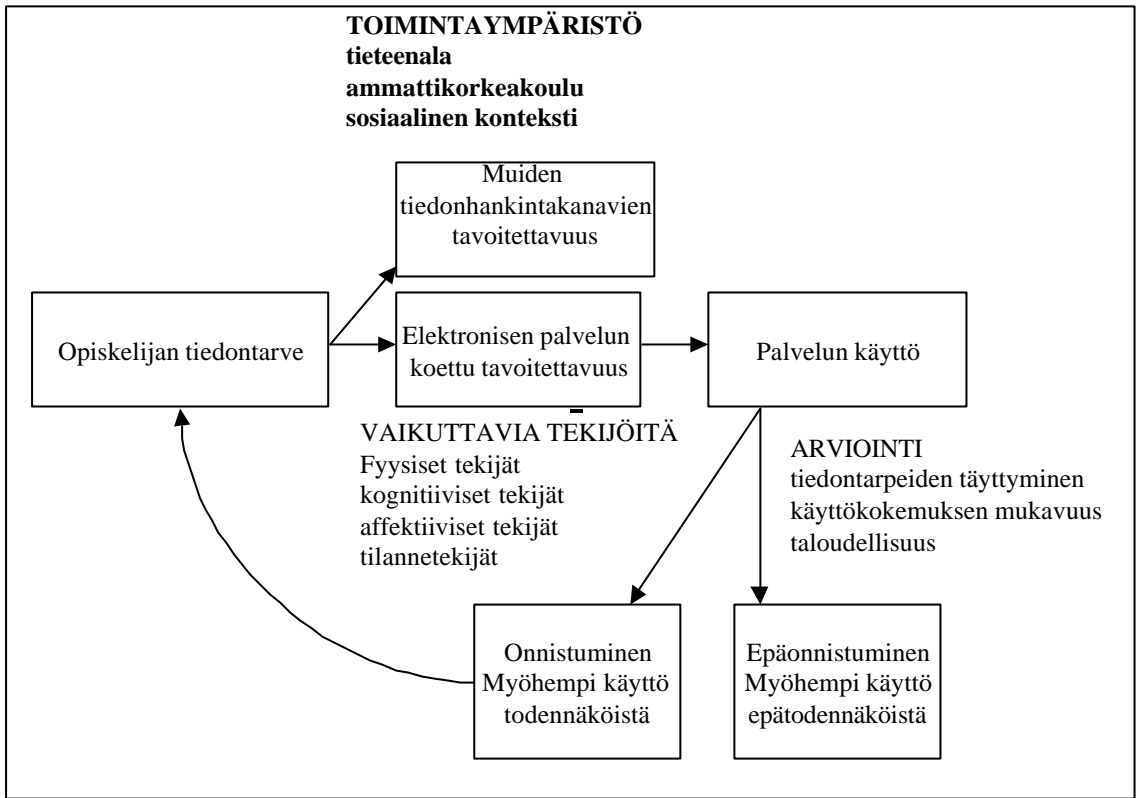 TOIMINTAYMPÄRISTÖ
tieteenala
ammattikorkeakoulu
sosiaalinen konteksti
Muiden
tiedonhankintakanavien
tavoitettavuus
Opiskelijan tiedontarve
Elektronisen palvelun
koettu tavoitettavuus
Palvelun käyttö
VAIKUTTAVIA TEKIJÖITÄ
Fyysiset tekijät
kognitiiviset tekijät
affektiiviset tekijät
tilannetekijät
ARVIOINTI
tiedontarpeiden täyttyminen
käyttökokemuksen mukavuus
taloudellisuus
Onnistuminen
Myöhempi käyttö
todennäköistä
Epäonnistuminen
Myöhempi käyttö
epätodennäköistä